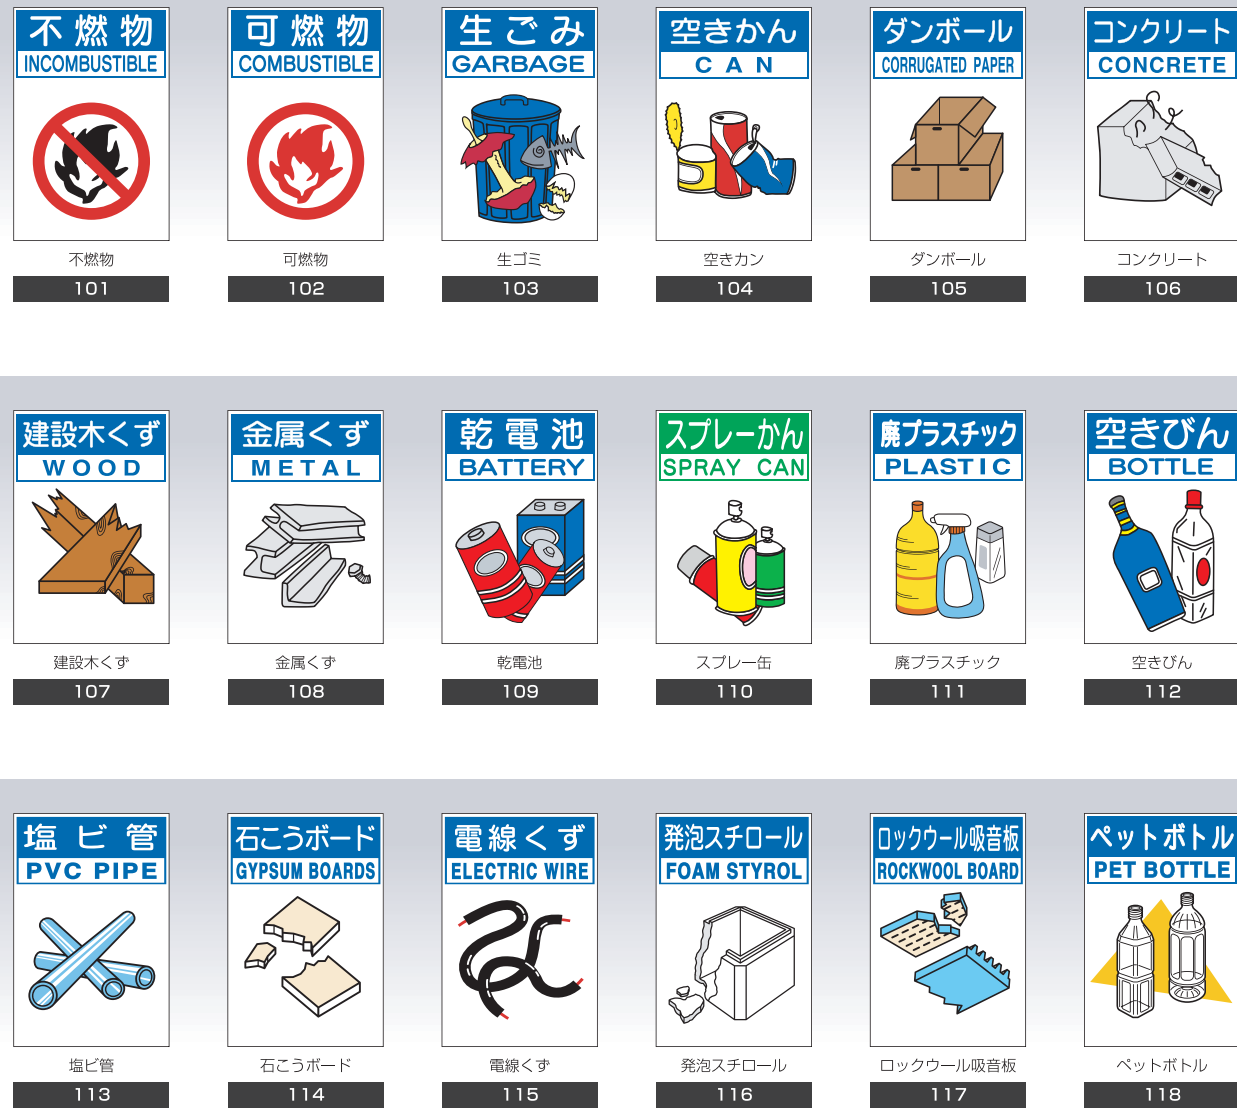 不燃物
INCOMBUSTIBLE
不燃物
101
可燃物
COMBUSTIBLE
可燃物
102
生ごみ
GARBAGE
生ゴミ
103
空きかん
CAN
空きカン
104
ダンボール
CORRUGATED PAPER
ダンボール
105
コンクリート
CONCRETE
コンクリート
106
建設木くず
WOOD
建設木くず
107
金属くず
METAL
金属くず
108
乾電池
BATTERY
乾電池
109
スプレーかん
SPRAY CAN
スプレー缶
110
廃プラスチック
PLASTIC
廃プラスチック
111
空きびん
BOTTLE
空きびん
112
塩ビ管
PVC PIPE
塩ビ管
113
石こうボード
GYPSUM BOARDS
石こうボード
114
電線くず
ELECTRIC WIRE
電線くず
115
発泡スチロール
FOAM STYROL
発泡スチロール
116
ロックウール吸音板
ROCKWOOL BOARD
ロックウール吸音板
117
ペットボトル
PET BOTTLE
ペットボトル
118